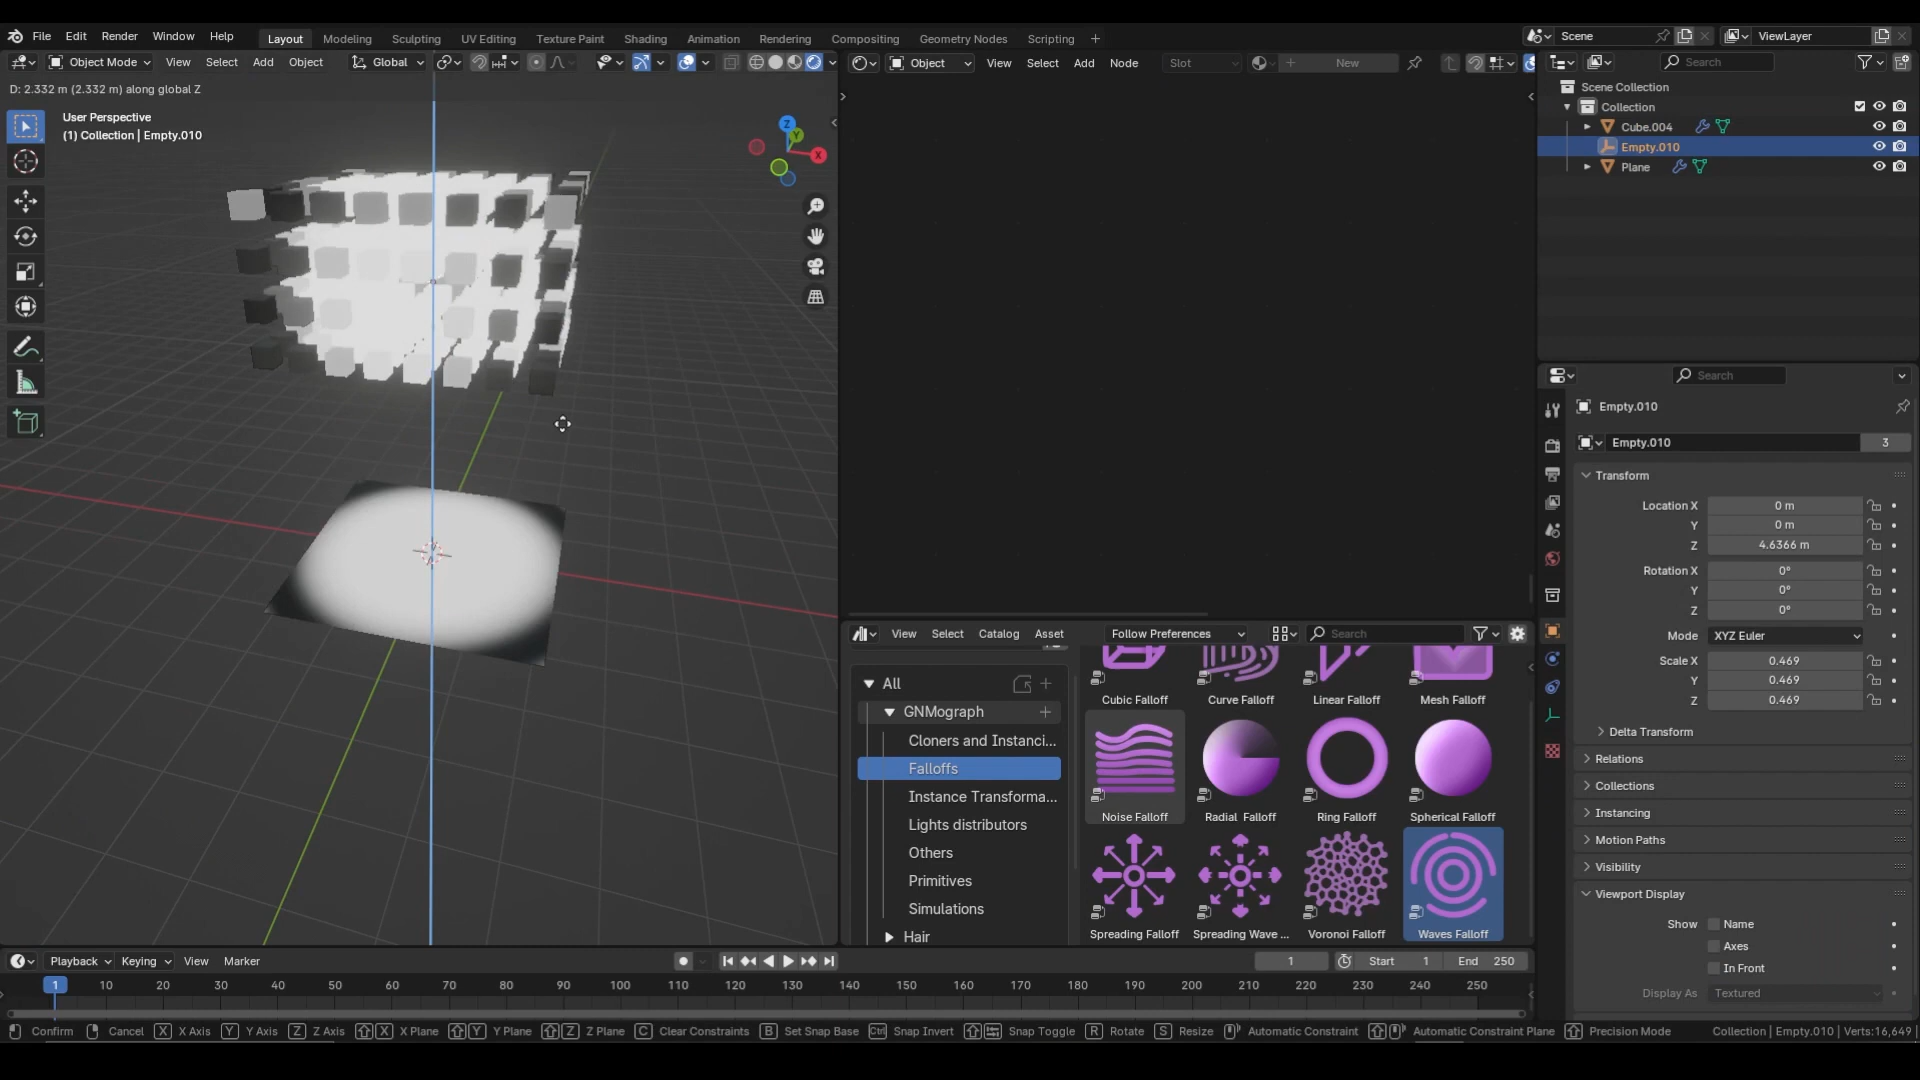 File Edit Render Window Help Layout Modeling Sculpting UV Editing Texture Paint Shading Animation Rendering Compositing Geometry Nodes Scripting + Scene ViewLayer
Object Mode View Select Add Object Global Object View Select Add Node Slot New Search
D: 2.332 m (2.332 m) along global Z
User Perspective
(1) Collection | Empty.010
Z
Y
X
Scene Collection
Collection
Cube.004
Empty.010
Plane
Search
Empty.010
Empty.010 3
Transform
Location X 0 m
Y 0 m
Z 4.6366 m
Rotation X 0°
Y 0°
Z 0°
Mode XYZ Euler
Scale X 0.469
Y 0.469
Z 0.469
Delta Transform
Relations
Collections
Instancing
Motion Paths
Visibility
Viewport Display
Show Name
Axes
In Front
Display As Textured
View Select Catalog Asset Follow Preferences Search
All
GNMograph
Cloners and Instanci...
Falloffs
Instance Transforma...
Lights distributors
Others
Primitives
Simulations
Hair
Cubic Falloff Curve Falloff Linear Falloff Mesh Falloff
Noise Falloff Radial Falloff Ring Falloff Spherical Falloff
Spreading Falloff Spreading Wave ... Voronoi Falloff Waves Falloff
Playback Keying View Marker 1 Start 1 End 250
1 10 20 30 40 50 60 70 80 90 100 110 120 130 140 150 160 170 180 190 200 210 220 230 240 250
Confirm Cancel X X Axis Y Y Axis Z Z Axis X X Plane Y Y Plane Z Z Plane C Clear Constraints B Set Snap Base Ctrl Snap Invert Snap Toggle R Rotate S Resize Automatic Constraint Automatic Constraint Plane Precision Mode Collection | Empty.010 | Verts:16,649 |